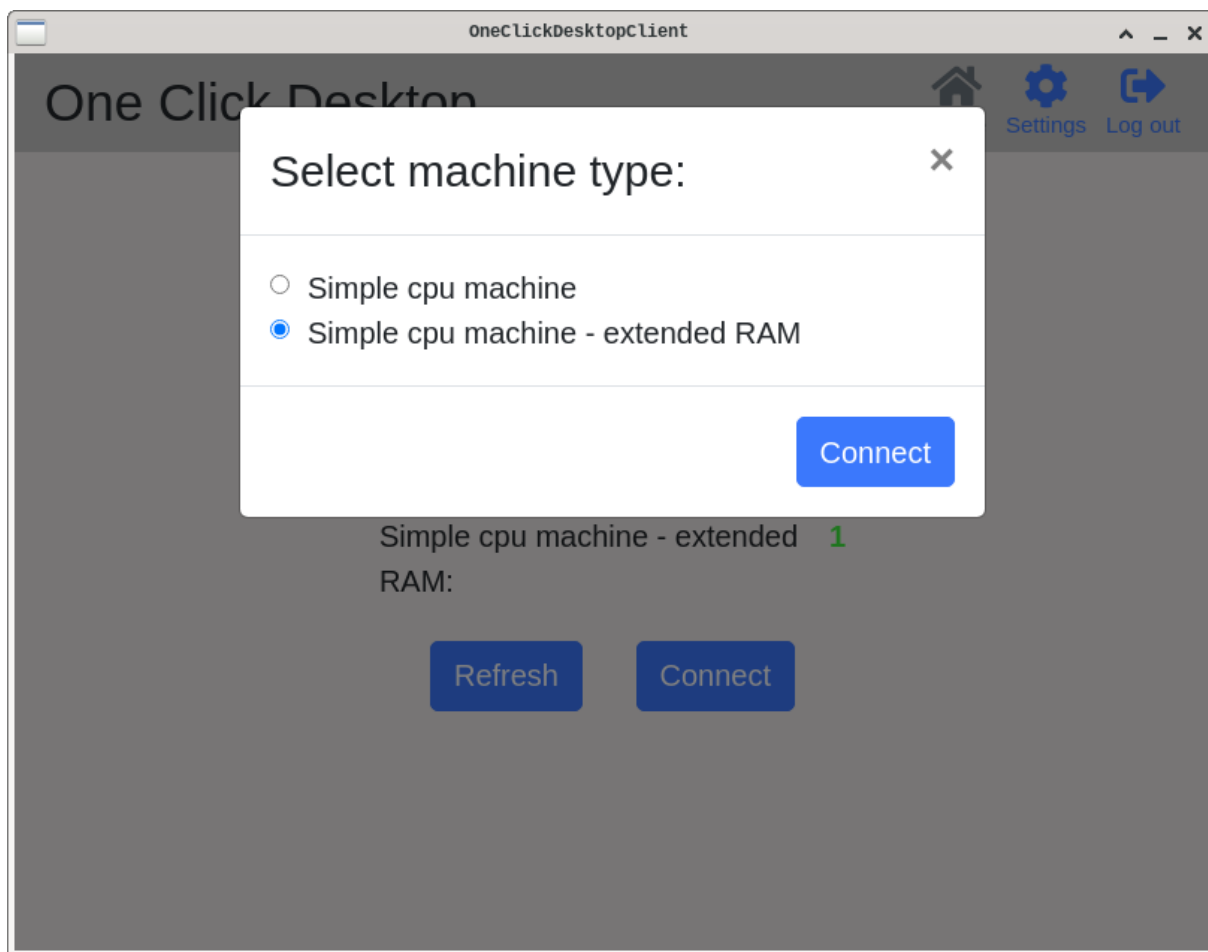 OneClickDesktopClient
One Click Desktop
Settings
Log out
Select machine type:
Simple cpu machine
Simple cpu machine - extended RAM
Connect
Simple cpu machine - extended 1
RAM:
Refresh
Connect